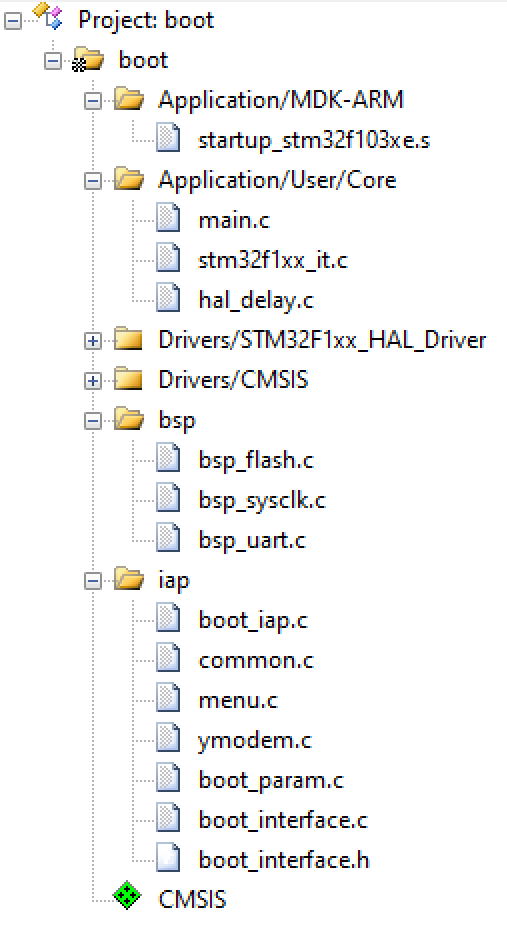 Project: boot
boot
Application/MDK-ARM
startup_stm32f103xe.s
Application/User/Core
main.c
stm32f1xx_it.c
hal_delay.c
Drivers/STM32F1xx_HAL_Driver
Drivers/CMSIS
bsp
bsp_flash.c
bsp_sysclk.c
bsp_uart.c
iap
boot_iap.c
common.c
menu.c
ymodem.c
boot_param.c
boot_interface.c
boot_interface.h
CMSIS